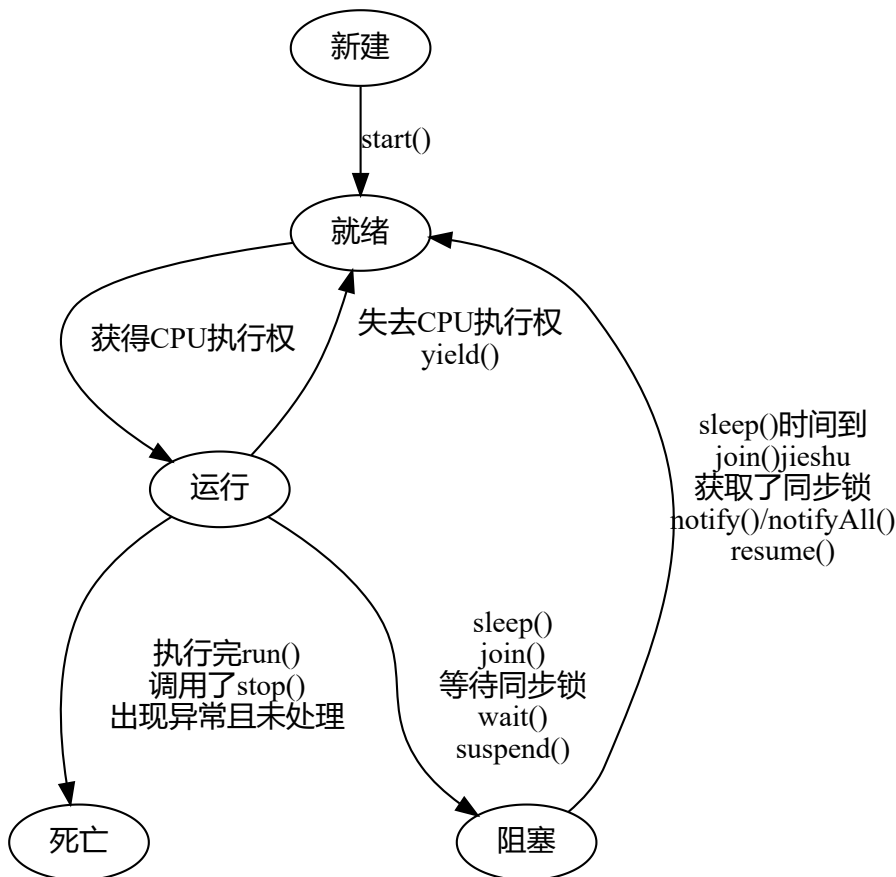 新建
start()
就绪
获得CPU执行权
失去CPU执行权
yield()
sleep()时间到
join()jieshu
获取了同步锁
notify()/notifyAll()
resume()
运行
执行完run()
调用了stop()
出现异常且未处理
sleep()
join()
等待同步锁
wait()
suspend()
死亡
阻塞